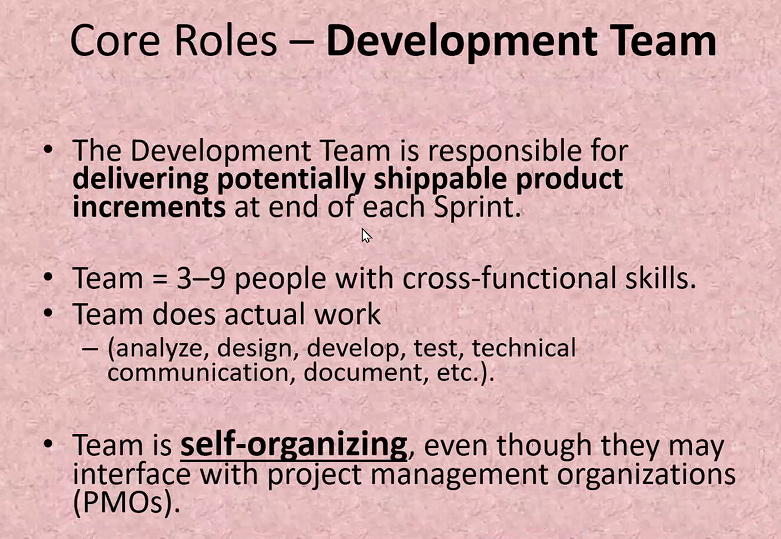 Core Roles – Development Team
• The Development Team is responsible for
delivering potentially shippable product
increments at end of each Sprint.
• Team = 3–9 people with cross-functional skills.
• Team does actual work
– (analyze, design, develop, test, technical
communication, document, etc.).
• Team is self-organizing, even though they may
interface with project management organizations
(PMOs).